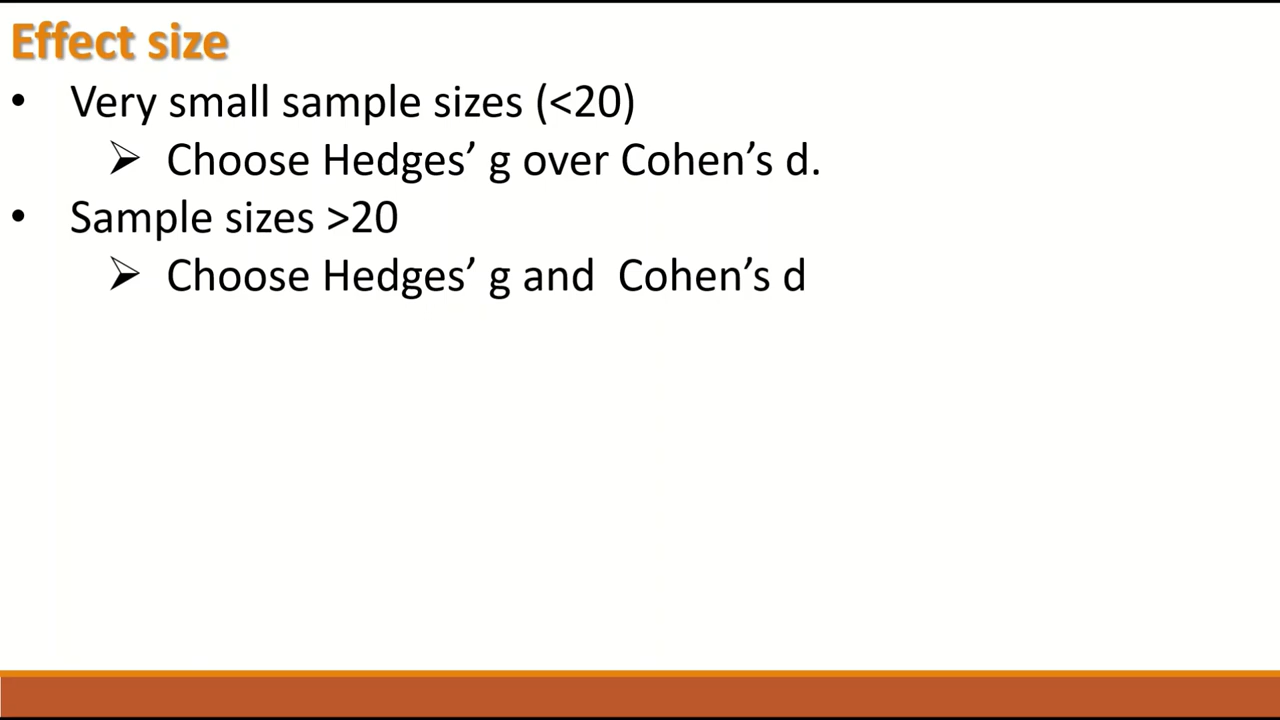 Effect size
• Very small sample sizes (<20)
➢ Choose Hedges’ g over Cohen’s d.
• Sample sizes >20
➢ Choose Hedges’ g and  Cohen’s d